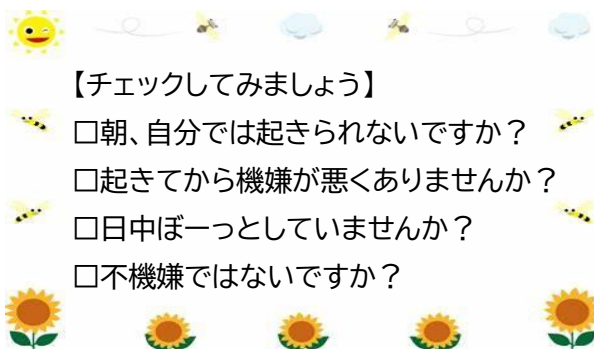 【チェックしてみましょう】
□朝、自分では起きられないですか？
□起きてから機嫌が悪くありませんか？
□日中ぼーっとしていませんか？
□不機嫌ではないですか？